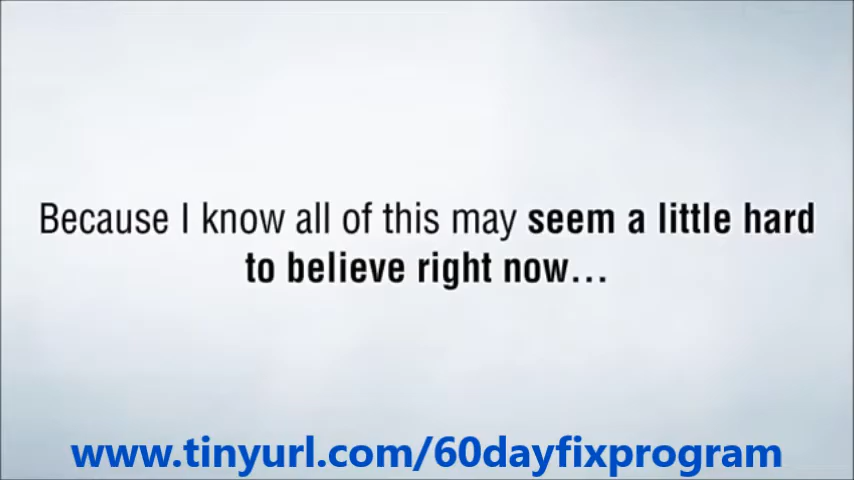 Because I know all of this may seem a little hard
to believe right now...
www.tinyurl.com/60dayfixprogram